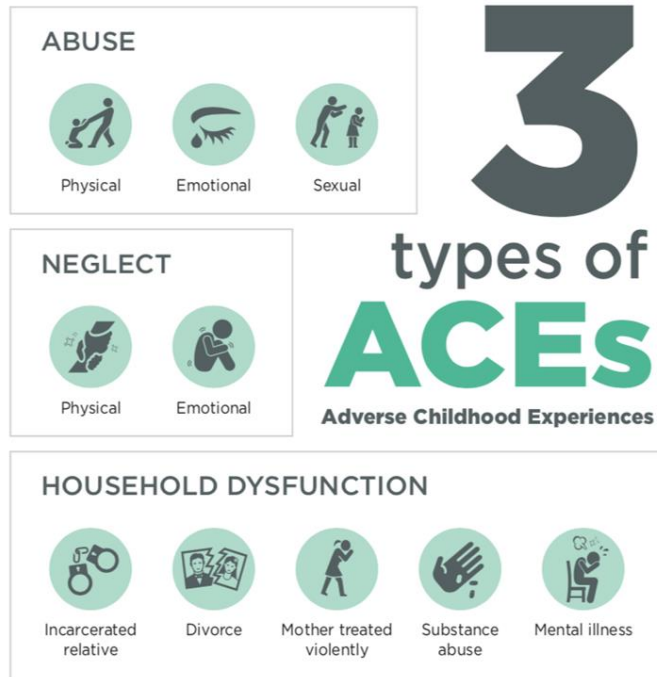 ABUSE
Physical
Emotional
Sexual
3
types of
ACEs
Adverse Childhood Experiences
NEGLECT
Physical
Emotional
HOUSEHOLD DYSFUNCTION
Incarcerated
relative
Divorce
Mother treated
violently
Substance
abuse
Mental illness